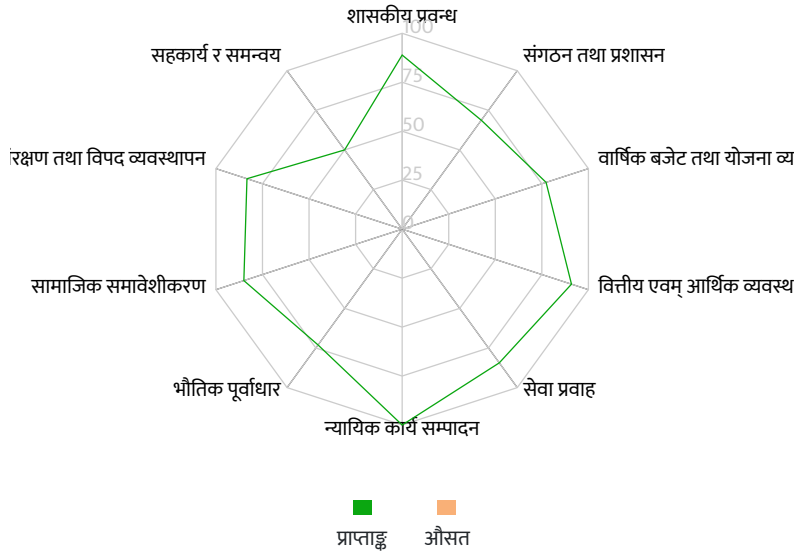 शासकीय प्रवन्ध
100
सहकार्य र समन्वय
संगठन तथा प्रशासन
75
50
रक्षण तथा विपद व्यवस्थापन
वार्षिक बजेट तथा योजना व्य
25
0
सामाजिक समावेशीकरण
वित्तीय एवम् आर्थिक व्यवस्थ
भौतिक पूर्वाधार
सेवा प्रवाह
न्यायिक कार्य सम्पादन
प्राप्ताङ्क
औसत